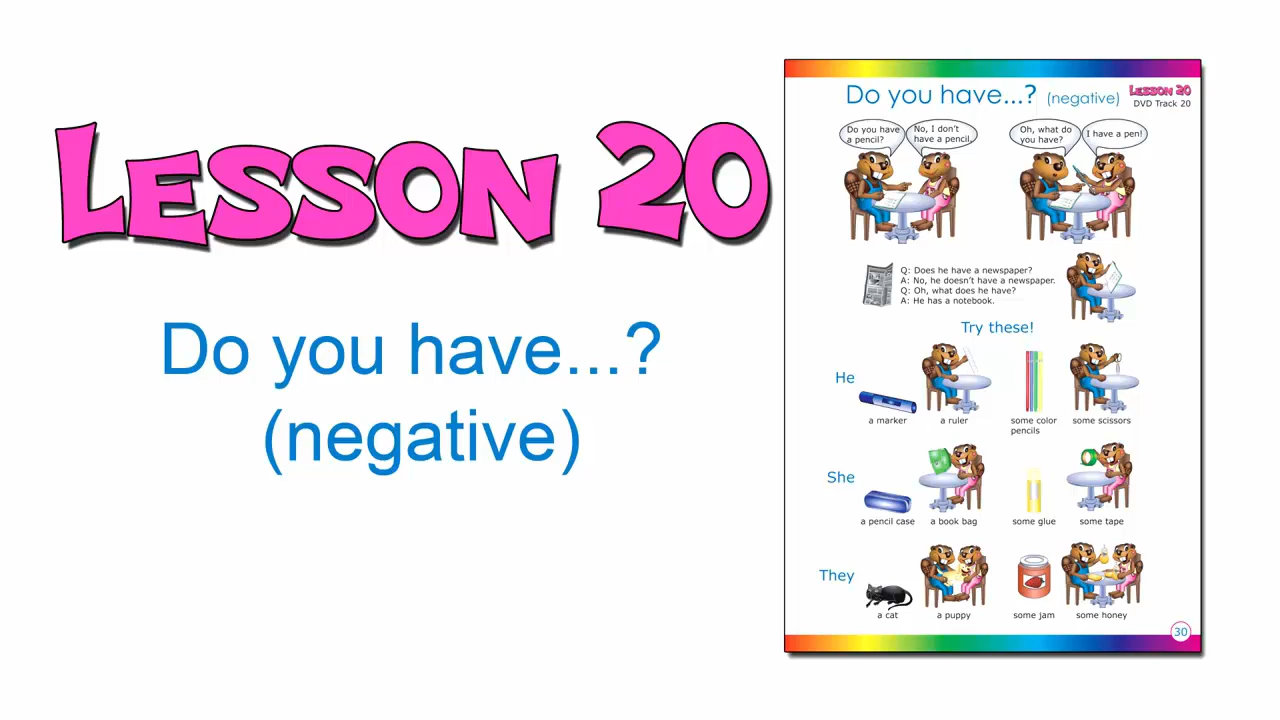 LESSON 20
Do you have...?
(negative)
Do you have...? (negative)
LESSON 20
DVD Track 20
Do you have
a pencil?
No, I don't
have a pencil.
Oh, what do
you have?
I have a pen!
Q: Does he have a newspaper?
A: No, he doesn't have a newspaper.
Q: Oh, what does he have?
A: He has a notebook.
Try these!
He
a marker
a ruler
some color
pencils
some scissors
She
a pencil case
a book bag
some glue
some tape
They
a cat
a puppy
some jam
some honey
30